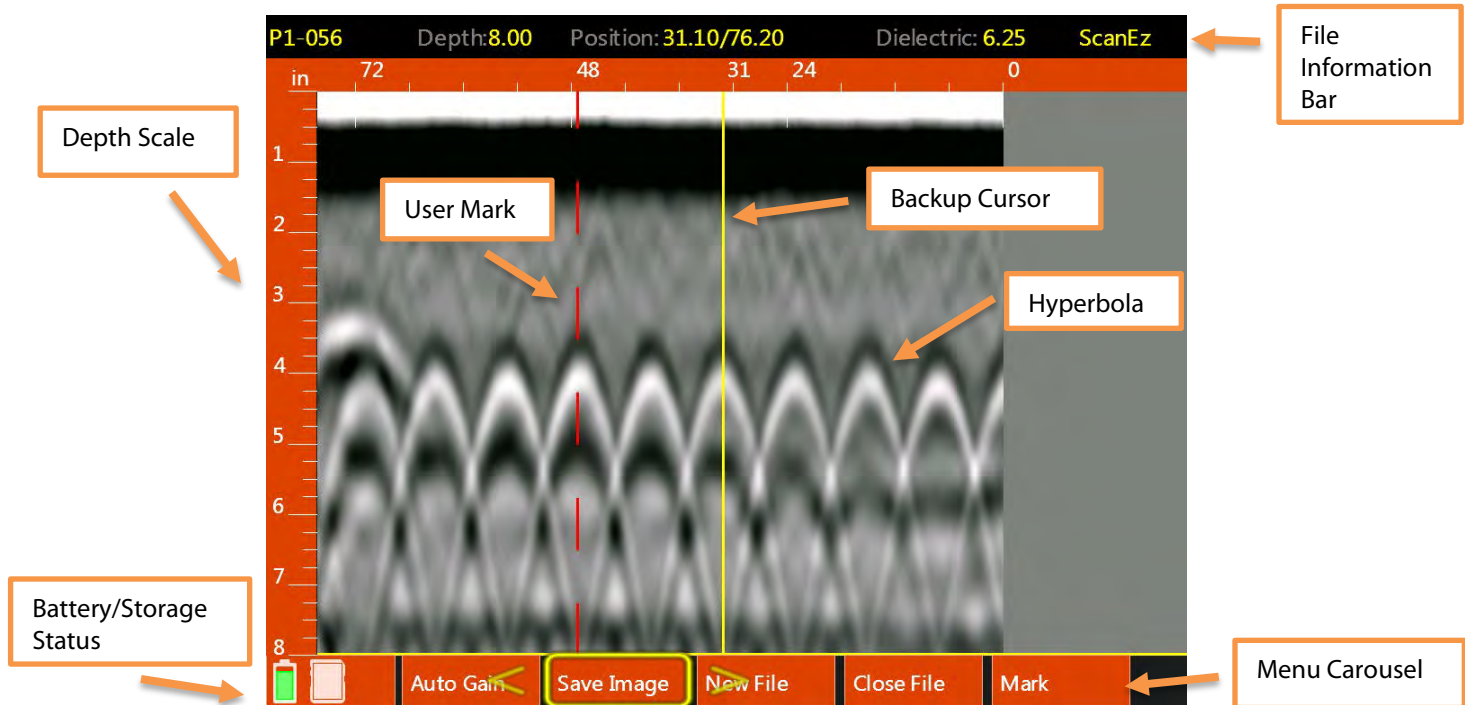 P1-056 Depth:8.00 Position:31.10/76.20 Dielectric: 6.25 ScanEz
File
Information
Bar
in 72 48 31 24 0
Depth Scale
1
User Mark
Backup Cursor
2
3
Hyperbola
4
5
6
7
Battery/Storage
Status
8
Auto Gain < Save Image > New File Close File Mark
Menu Carousel